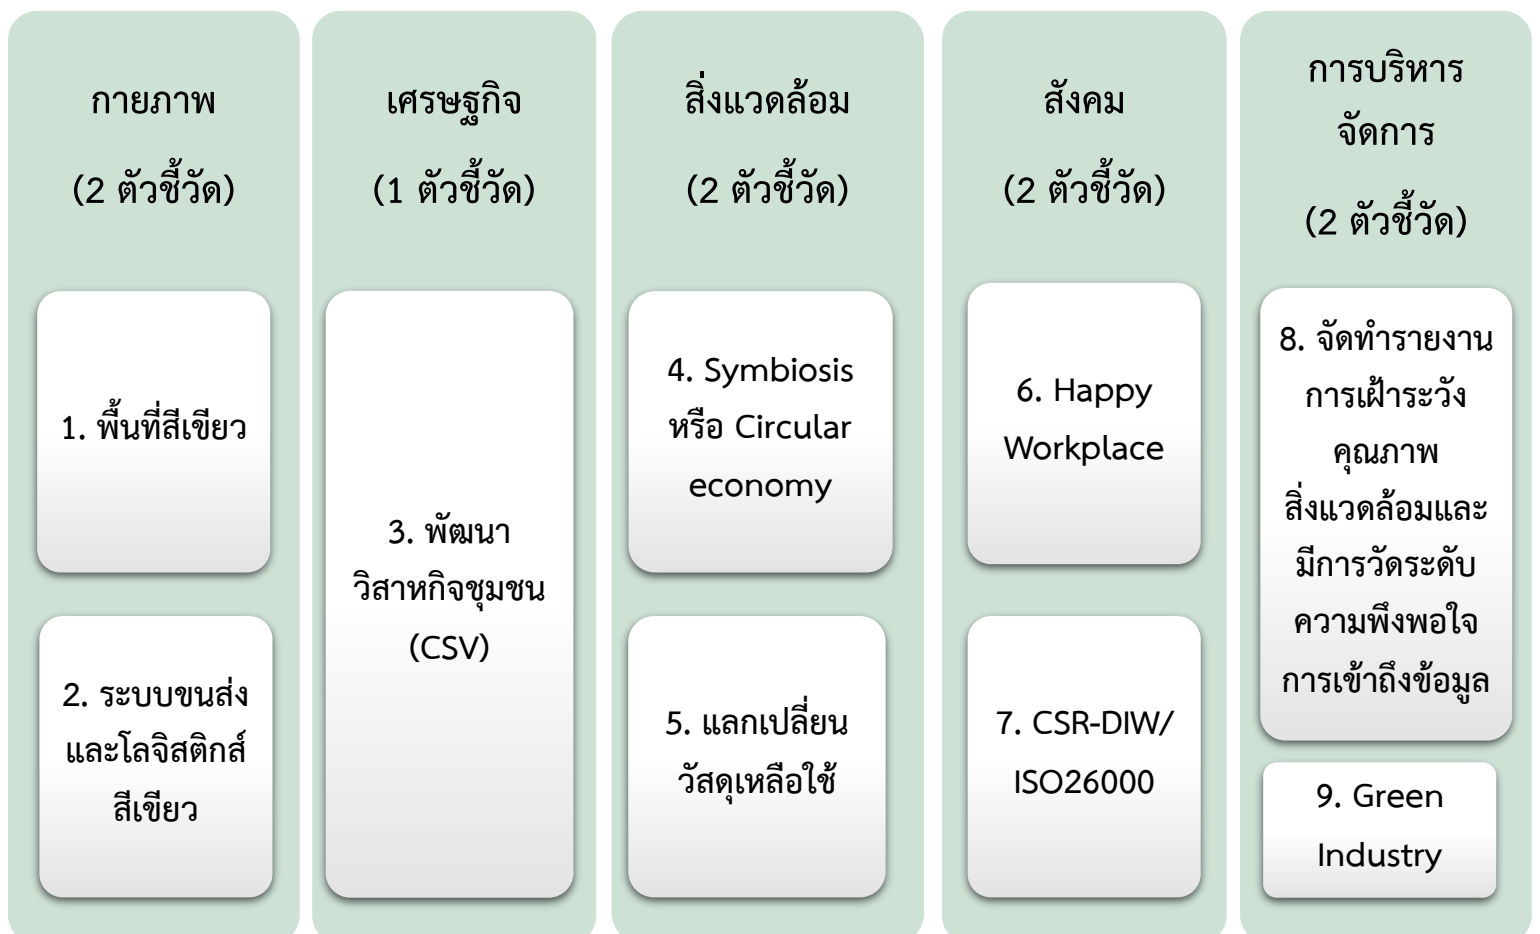 กายภาพ
(2 ตัวชี้วัด)
1. พื้นที่สีเขียว
2. ระบบขนส่ง
และโลจิสติกส์
สีเขียว
เศรษฐกิจ
(1 ตัวชี้วัด)
3. พัฒนา
วิสาหกิจชุมชน
(CSV)
สิ่งแวดล้อม
(2 ตัวชี้วัด)
4. Symbiosis
หรือ Circular
economy
5. แลกเปลี่ยน
วัสดุเหลือใช้
สังคม
(2 ตัวชี้วัด)
6. Happy
Workplace
7. CSR-DIW/
ISO26000
การบริหาร
จัดการ
(2 ตัวชี้วัด)
8. จัดทำรายงาน
การเฝ้าระวัง
คุณภาพ
สิ่งแวดล้อมและ
มีการวัดระดับ
ความพึงพอใจ
การเข้าถึงข้อมูล
9. Green
Industry